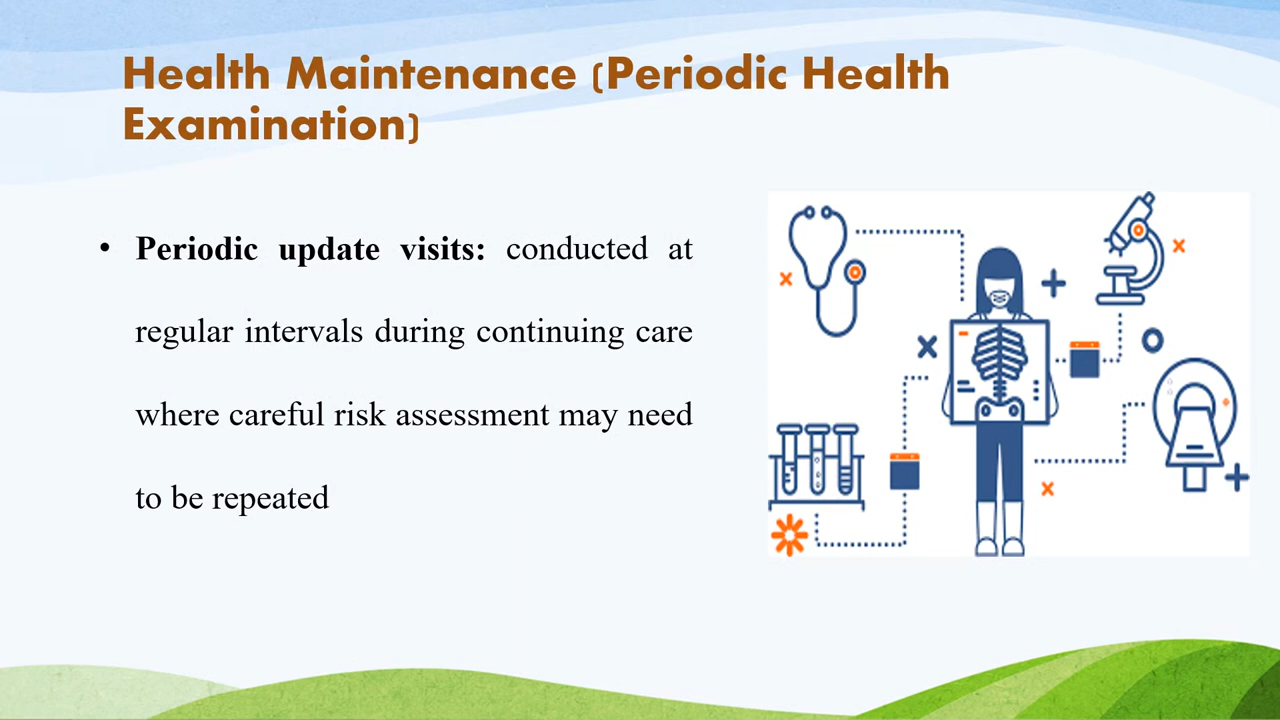 Health Maintenance (Periodic Health
Examination)
• Periodic update visits: conducted at
regular intervals during continuing care
where careful risk assessment may need
to be repeated